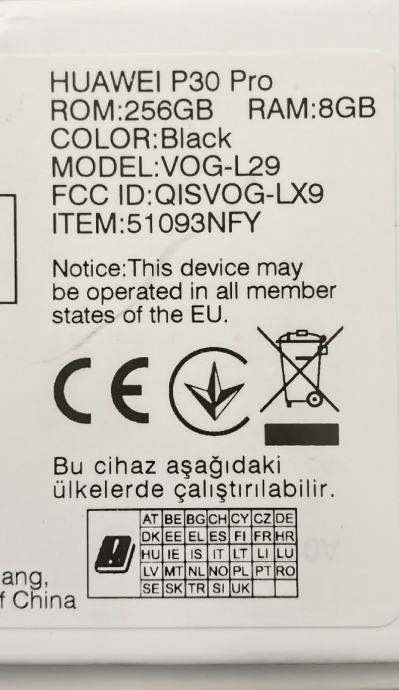 HUAWEI P30 Pro
ROM:256GB RAM:8GB
COLOR:Black
MODEL:VOG-L29
FCC ID:QISVOG-LX9
ITEM:51093NFY
Notice:This device may
be operated in all member
states of the EU.
CE
Bu cihaz aşağıdaki
ülkelerde çalıştırılabilir.
AT BE BG CH CY CZ DE
DK EE EL ES FI FR HR
HU IE IS IT LT LI LU
LV MT NL NO PL PT RO
SE SK TR SI UK
ang,
f China